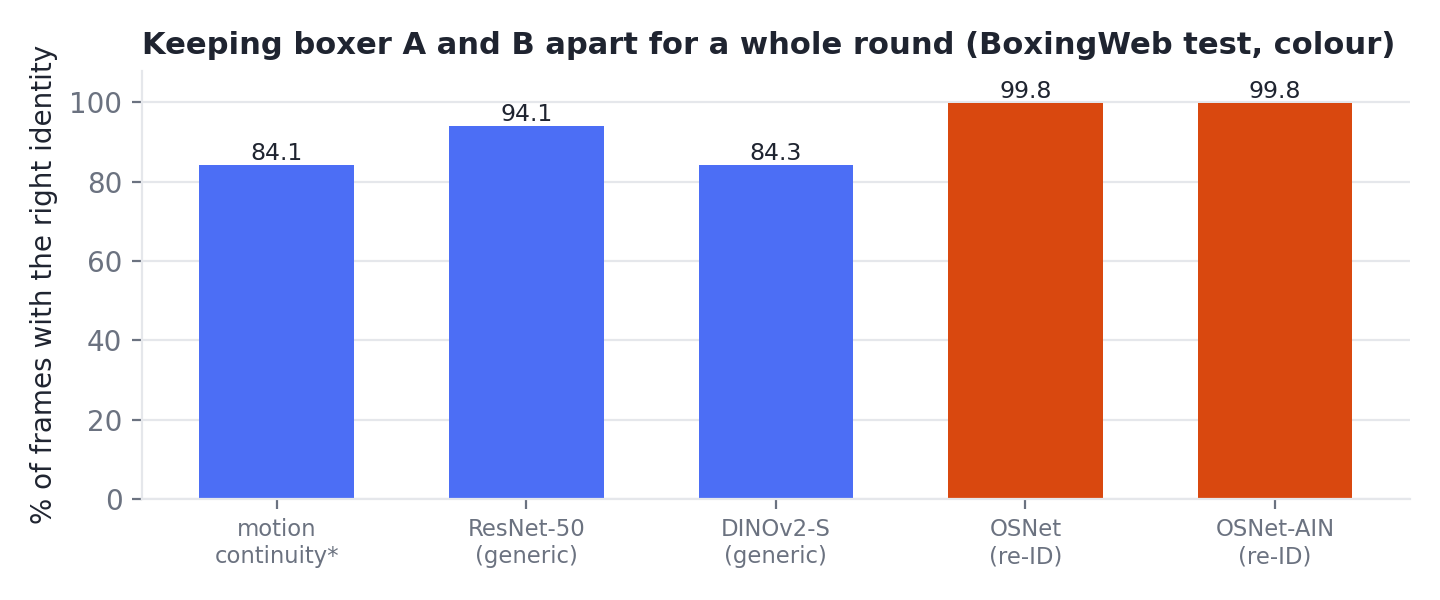 Keeping boxer A and B apart for a whole round (BoxingWeb test, colour)
% of frames with the right identity
100
80
60
40
20
0
84.1
94.1
84.3
99.8
99.8
motion
continuity*
ResNet-50
(generic)
DINOv2-S
(generic)
OSNet
(re-ID)
OSNet-AIN
(re-ID)